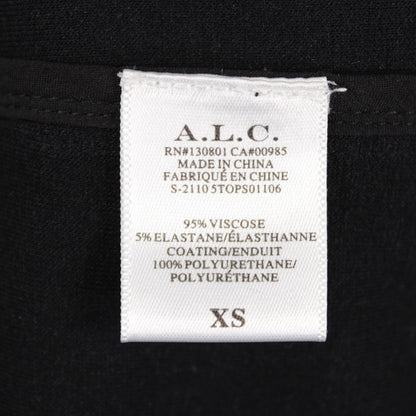 A.L.C.
RN#130801 CA#00985
MADE IN CHINA
FABRIQUÉ EN CHINE
S-2110 5TOPS01106
95% VISCOSE
5% ELASTANE/ÉLASTHANNE
COATING/ENDUIT
100% POLYURETHANE/
POLYURÉTHANE
XS